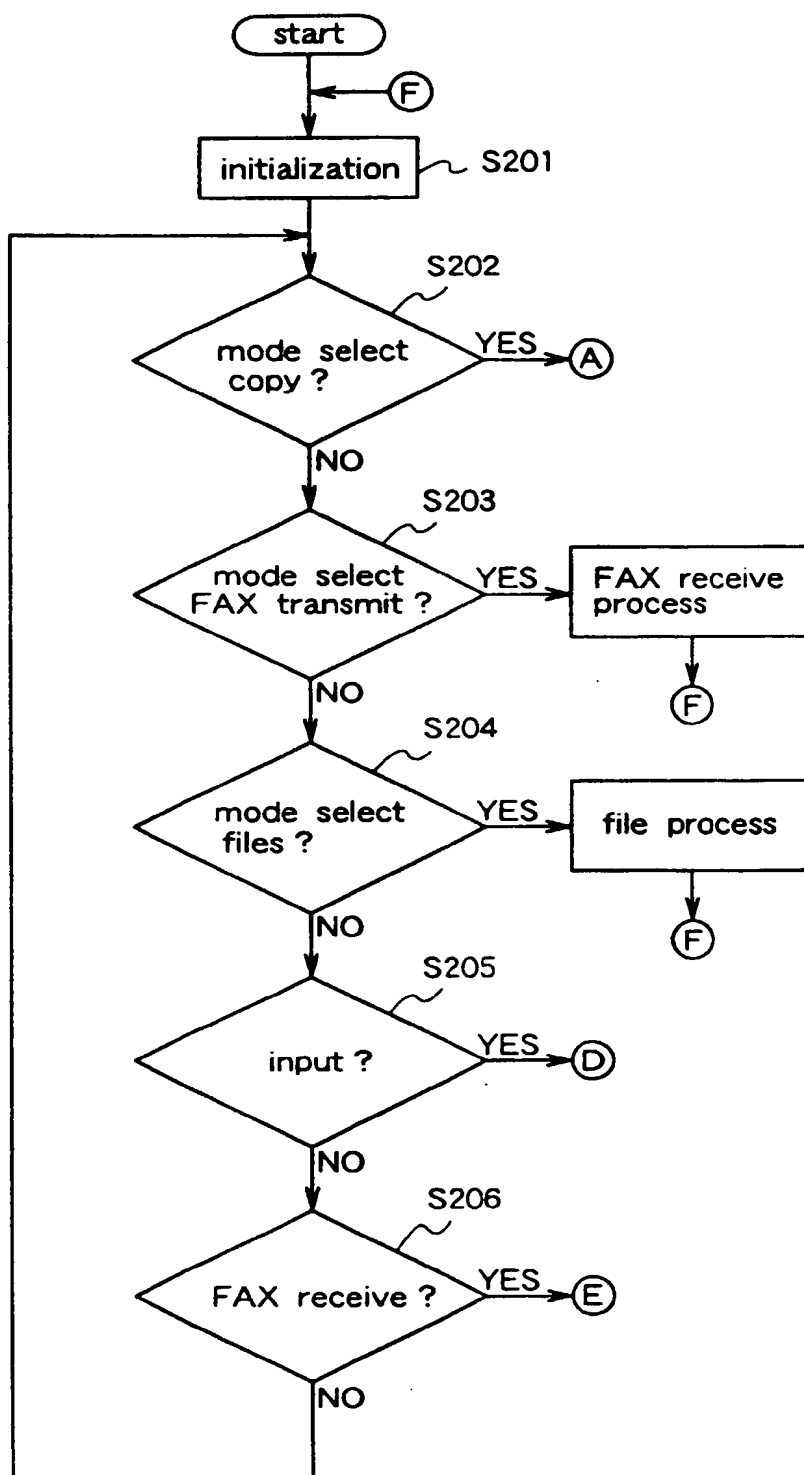 start
F
initialization
S201
S202
mode select
copy ?
YES
A
NO
S203
mode select
FAX transmit ?
YES
FAX receive
process
F
NO
S204
mode select
files ?
YES
file process
F
NO
S205
input ?
YES
D
NO
S206
FAX receive ?
YES
E
NO